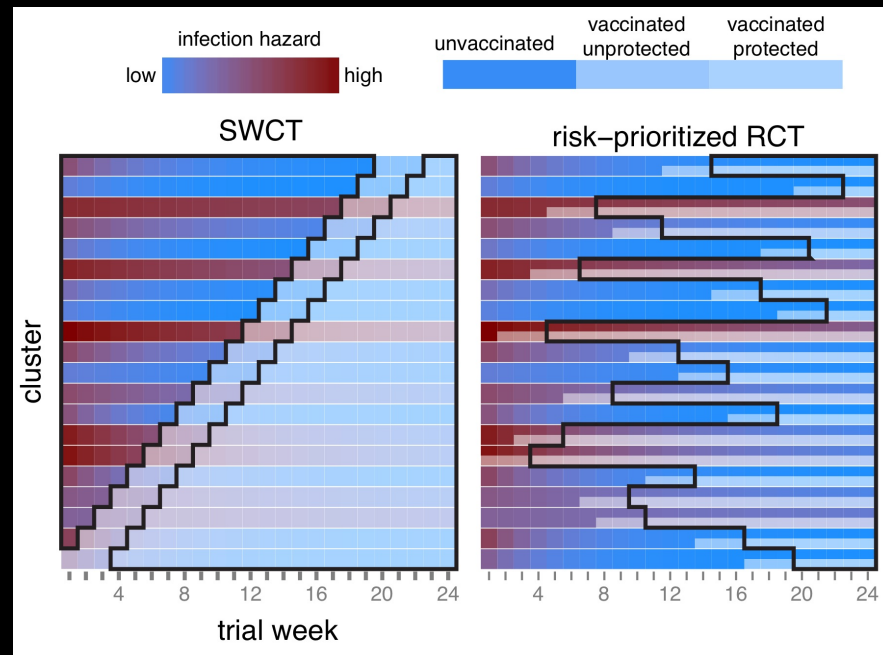 infection hazard
low
high
unvaccinated
vaccinated
unprotected
vaccinated
protected
SWCT
risk−prioritized RCT
cluster
4 8 12 16 20 24
4 8 12 16 20 24
trial week